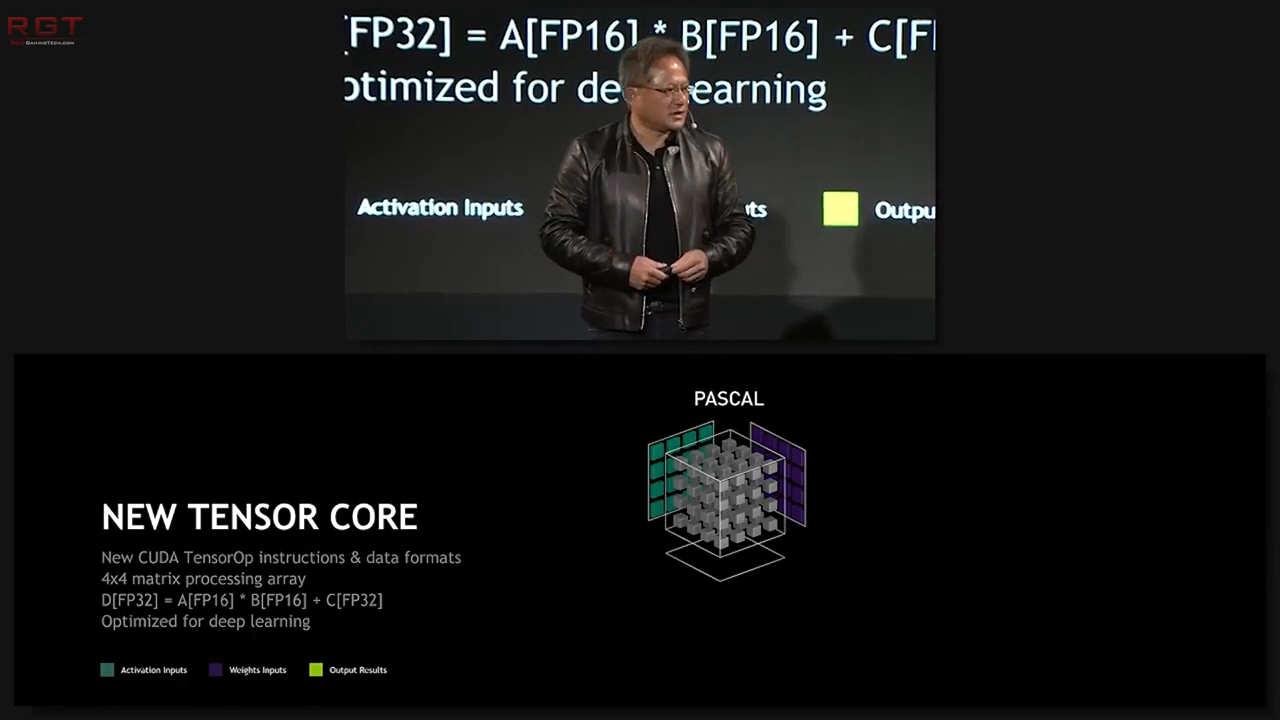 RGT
REDGAMINGTECH.COM
[FP32] = A[FP16] * B[FP16] + C[F
ptimized for de earning
Activation Inputs
uts
Outpu
PASCAL
NEW TENSOR CORE
New CUDA TensorOp instructions & data formats
4x4 matrix processing array
D[FP32] = A[FP16] * B[FP16] + C[FP32]
Optimized for deep learning
Activation Inputs
Weights Inputs
Output Results